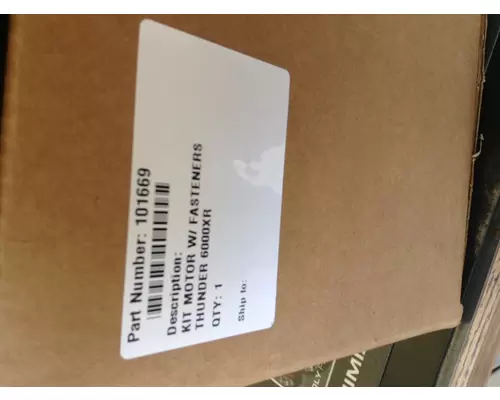 Part Number: 101669
Description:
KIT MOTOR W/ FASTENERS
THUNDER 6000XR
QTY: 1
Ship to: